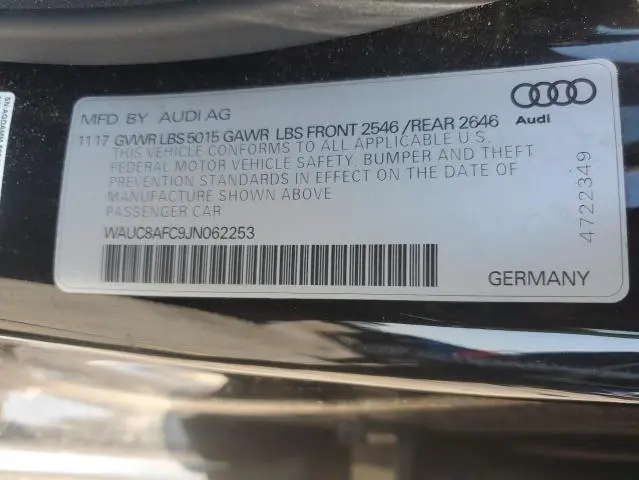 MFD BY AUDI AG
Audi
11 17 GVWR LBS 5015 GAWR LBS FRONT 2546 /REAR 2646
THIS VEHICLE CONFORMS TO ALL APPLICABLE U.S.
FEDERAL MOTOR VEHICLE SAFETY, BUMPER AND THEFT
PREVENTION STANDARDS IN EFFECT ON THE DATE OF
MANUFACTURE SHOWN ABOVE
PASSENGER CAR
WAUC8AFC9JN062253
GERMANY
4722349